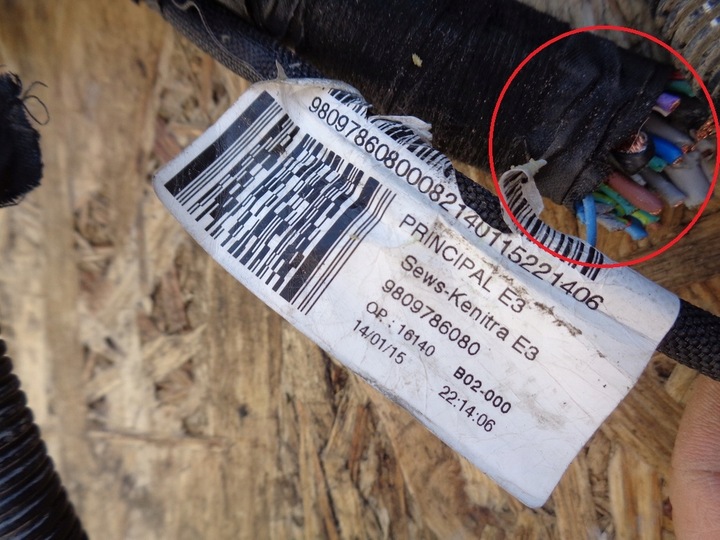 98097860800082140115221406
PRINCIPAL E3
Sews-Kenitra E3
9809786080
OP. : 16140 B02-000
14/01/15 22:14:06